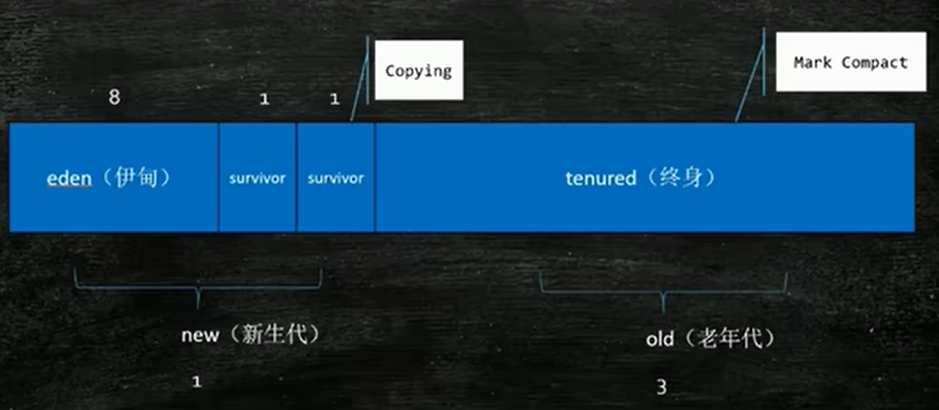 Copying
Mark Compact
8
1
1
eden（伊甸）
survivor
survivor
tenured（终身）
new（新生代）
old（老年代）
1
3